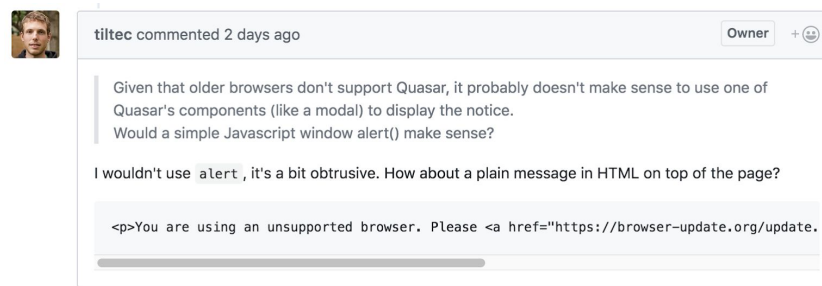 tiltec commented 2 days ago
Owner
Given that older browsers don't support Quasar, it probably doesn't make sense to use one of
Quasar's components (like a modal) to display the notice.
Would a simple Javascript window alert() make sense?
I wouldn't use alert, it's a bit obtrusive. How about a plain message in HTML on top of the page?
<p>You are using an unsupported browser. Please <a href="https://browser-update.org/update.